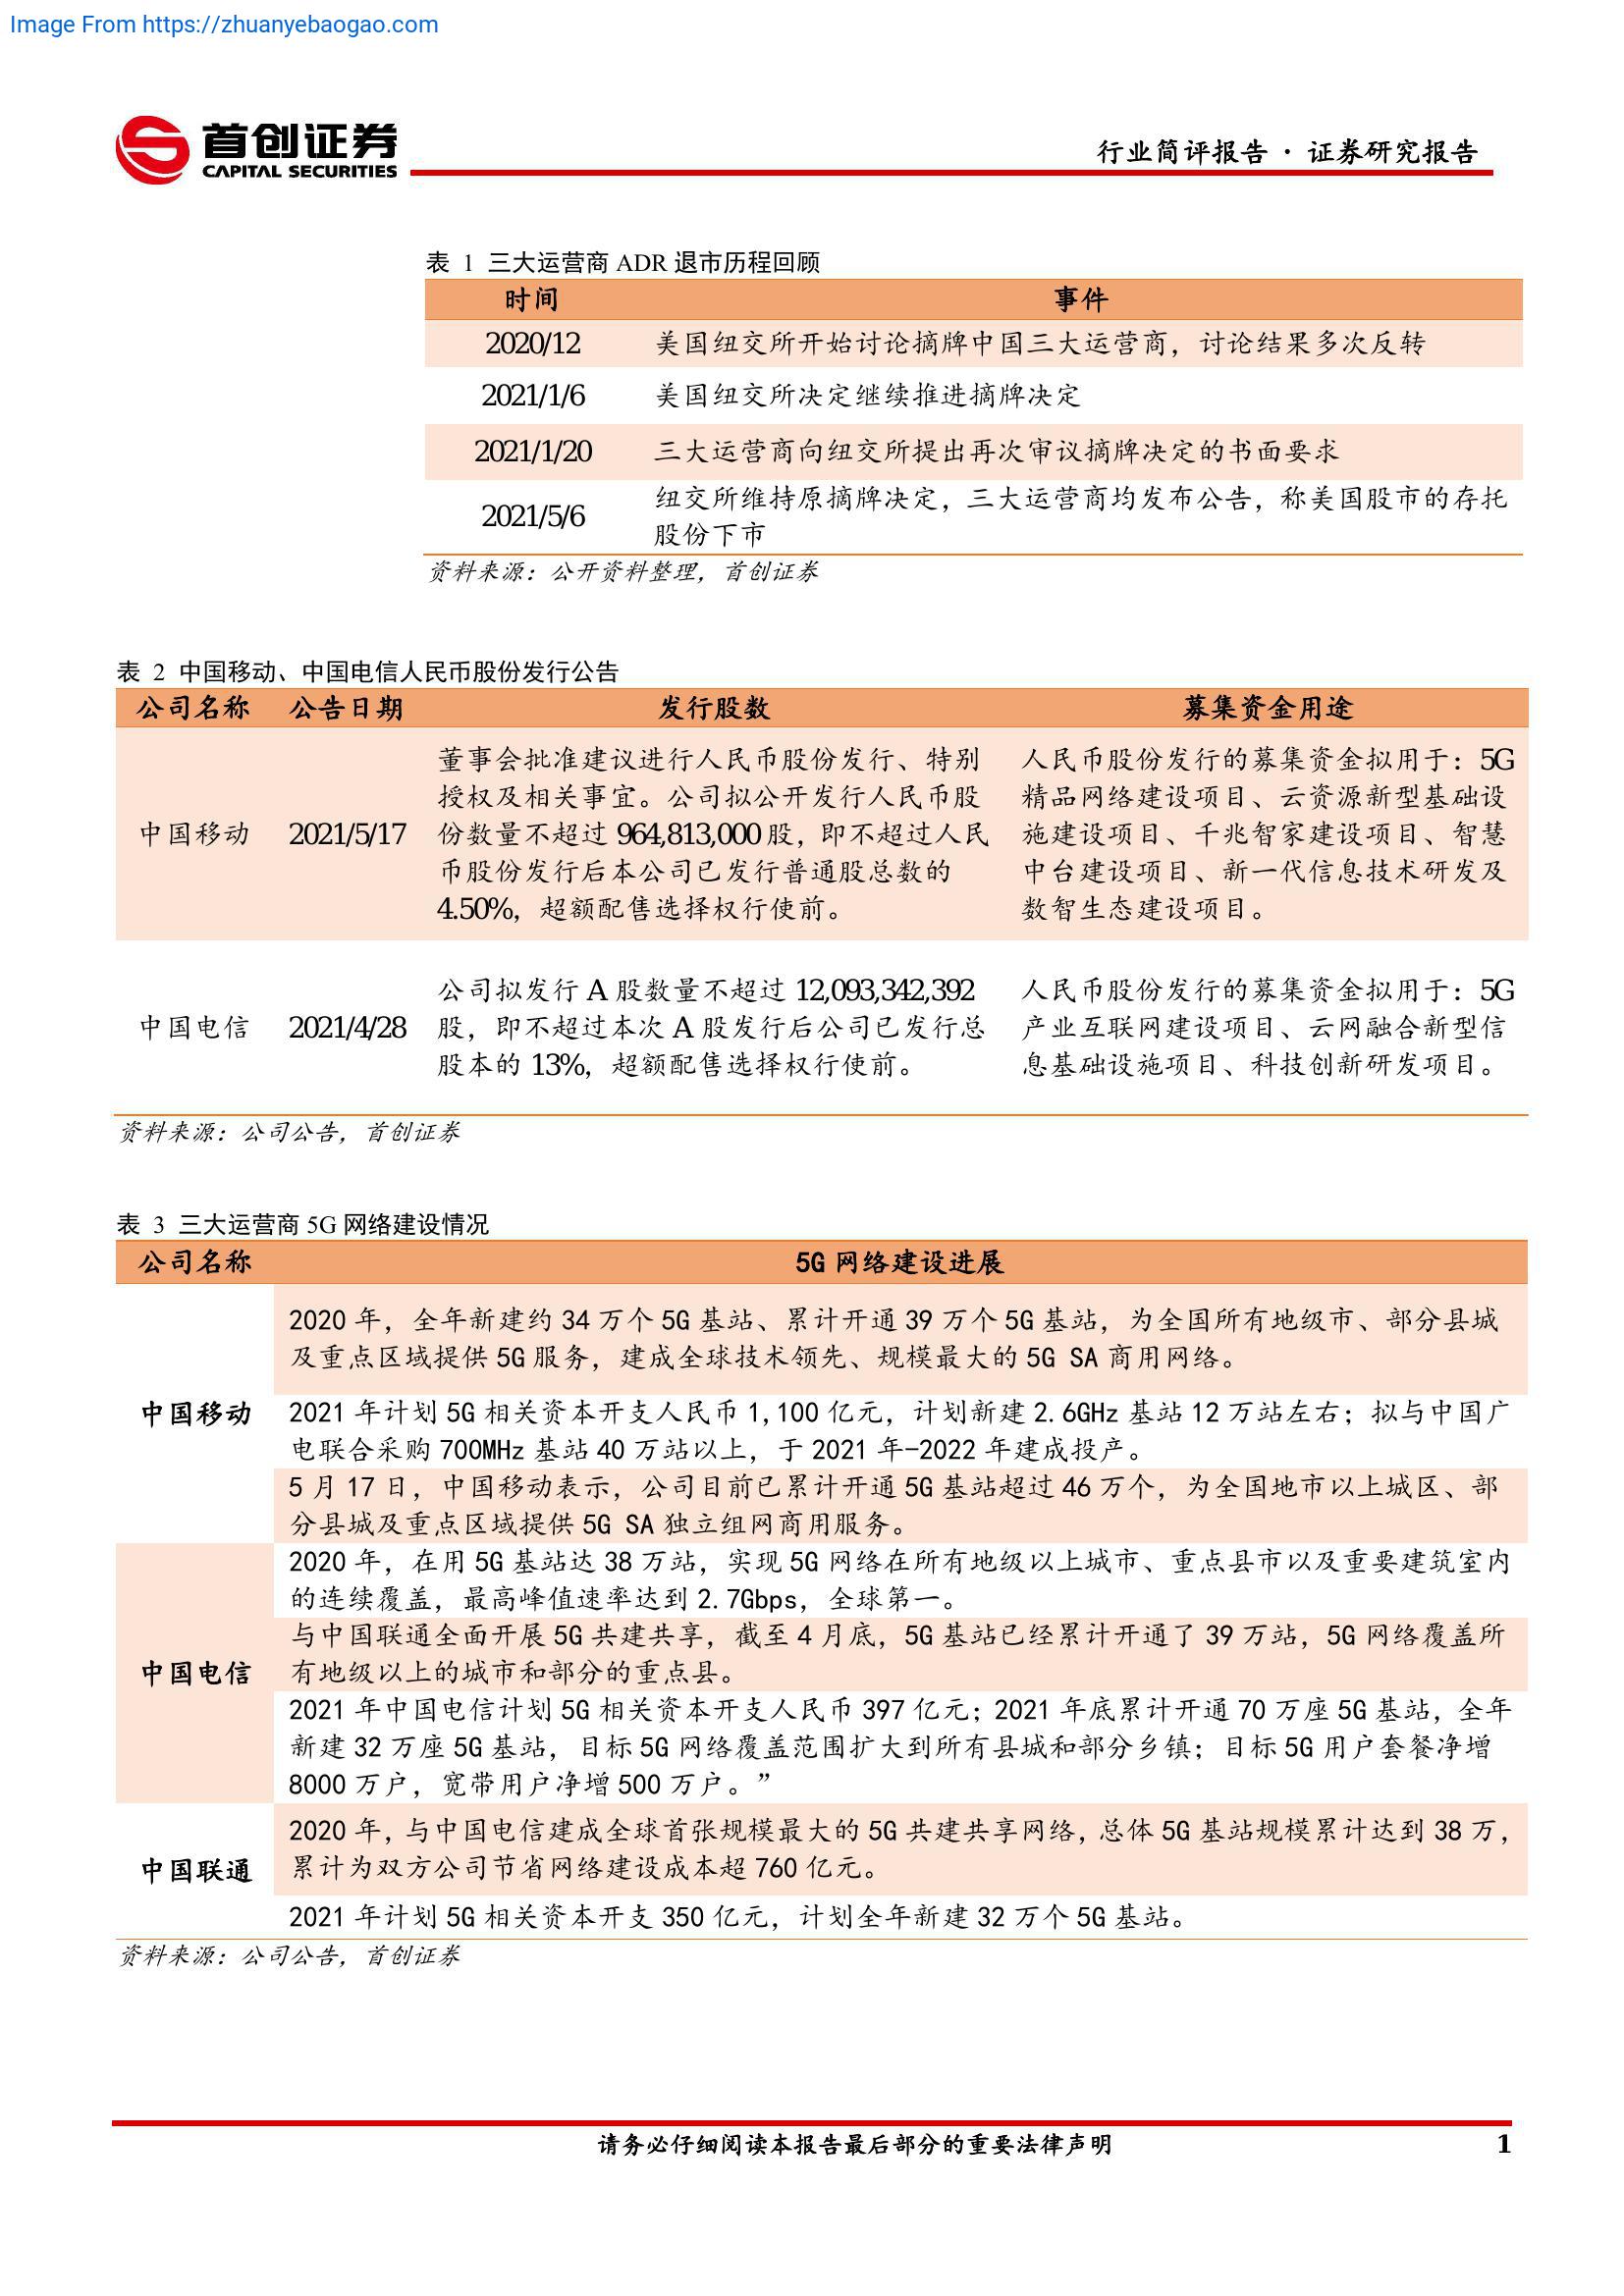 Image From https://zhuanyebaogao.com
首创证券
CAPITAL SECURITIES
行业简评报告 · 证券研究报告
表 1 三大运营商 ADR 退市历程回顾
时间 事件
2020/12 美国纽交所开始讨论摘牌中国三大运营商，讨论结果多次反转
2021/1/6 美国纽交所决定继续推进摘牌决定
2021/1/20 三大运营商向纽交所提出再次审议摘牌决定的书面要求
2021/5/6 纽交所维持原摘牌决定，三大运营商均发布公告，称美国股市的存托
股份下市
资料来源：公开资料整理，首创证券
表 2 中国移动、中国电信人民币股份发行公告
公司名称 公告日期 发行股数 募集资金用途
中国移动 2021/5/17
董事会批准建议进行人民币股份发行、特别
授权及相关事宜。公司拟公开发行人民币股
份数量不超过 964,813,000 股，即不超过人民
币股份发行后本公司已发行普通股总数的
4.50%，超额配售选择权行使前。
人民币股份发行的募集资金拟用于：5G
精品网络建设项目、云资源新型基础设
施建设项目、千兆智家建设项目、智慧
中台建设项目、新一代信息技术研发及
数智生态建设项目。
中国电信 2021/4/28
公司拟发行 A 股数量不超过 12,093,342,392
股，即不超过本次 A 股发行后公司已发行总
股本的 13%，超额配售选择权行使前。
人民币股份发行的募集资金拟用于：5G
产业互联网建设项目、云网融合新型信
息基础设施项目、科技创新研发项目。
资料来源：公司公告，首创证券
表 3 三大运营商 5G 网络建设情况
公司名称 5G 网络建设进展
中国移动
2020 年，全年新建约 34 万个 5G 基站、累计开通 39 万个 5G 基站，为全国所有地级市、部分县城
及重点区域提供 5G 服务，建成全球技术领先、规模最大的 5G SA 商用网络。
2021 年计划 5G 相关资本开支人民币 1,100 亿元，计划新建 2.6GHz 基站 12 万站左右；拟与中国广
电联合采购 700MHz 基站 40 万站以上，于 2021 年-2022 年建成投产。
5 月 17 日，中国移动表示，公司目前已累计开通 5G 基站超过 46 万个，为全国地市以上城区、部
分县城及重点区域提供 5G SA 独立组网商用服务。
中国电信
2020 年，在用 5G 基站达 38 万站，实现 5G 网络在所有地级以上城市、重点县市以及重要建筑室内
的连续覆盖，最高峰值速率达到 2.7Gbps，全球第一。
与中国联通全面开展 5G 共建共享，截至 4 月底，5G 基站已经累计开通了 39 万站，5G 网络覆盖所
有地级以上的城市和部分的重点县。
2021 年中国电信计划 5G 相关资本开支人民币 397 亿元；2021 年底累计开通 70 万座 5G 基站，全年
新建 32 万座 5G 基站，目标 5G 网络覆盖范围扩大到所有县城和部分乡镇；目标 5G 用户套餐净增
8000 万户，宽带用户净增 500 万户。”
中国联通
2020 年，与中国电信建成全球首张规模最大的 5G 共建共享网络，总体 5G 基站规模累计达到 38 万，
累计为双方公司节省网络建设成本超 760 亿元。
2021 年计划 5G 相关资本开支 350 亿元，计划全年新建 32 万个 5G 基站。
资料来源：公司公告，首创证券
请务必仔细阅读本报告最后部分的重要法律声明 1